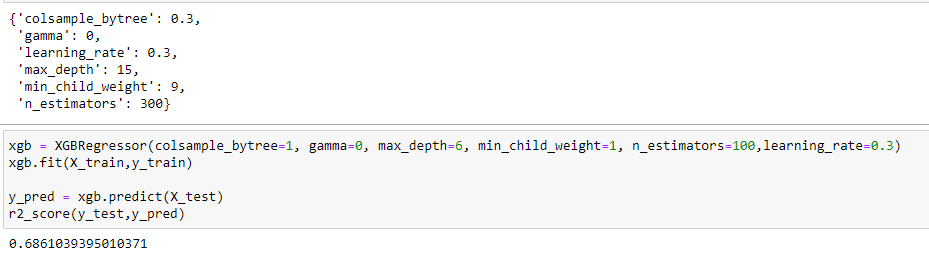 {'colsample_bytree': 0.3,
 'gamma': 0,
 'learning_rate': 0.3,
 'max_depth': 15,
 'min_child_weight': 9,
 'n_estimators': 300}
xgb = XGBRegressor(colsample_bytree=1, gamma=0, max_depth=6, min_child_weight=1, n_estimators=100,learning_rate=0.3)
xgb.fit(X_train,y_train)
y_pred = xgb.predict(X_test)
r2_score(y_test,y_pred)
0.6861039395010371